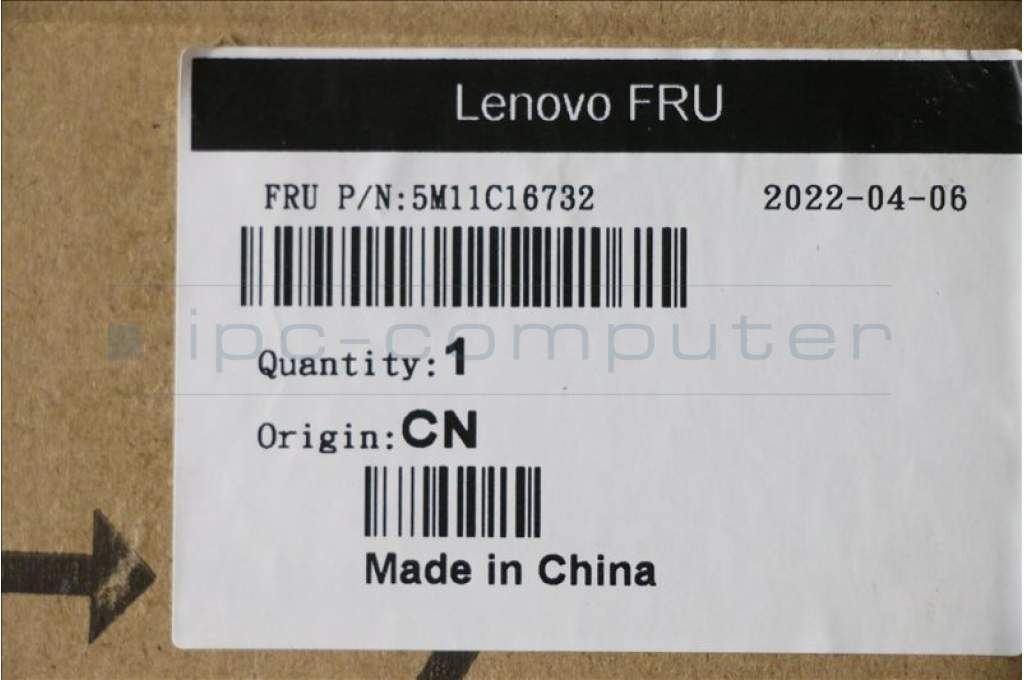 Lenovo FRU
FRU P/N:5M11C16732 2022-04-06
ipc-computer
Quantity:1
Origin:CN
Made in China